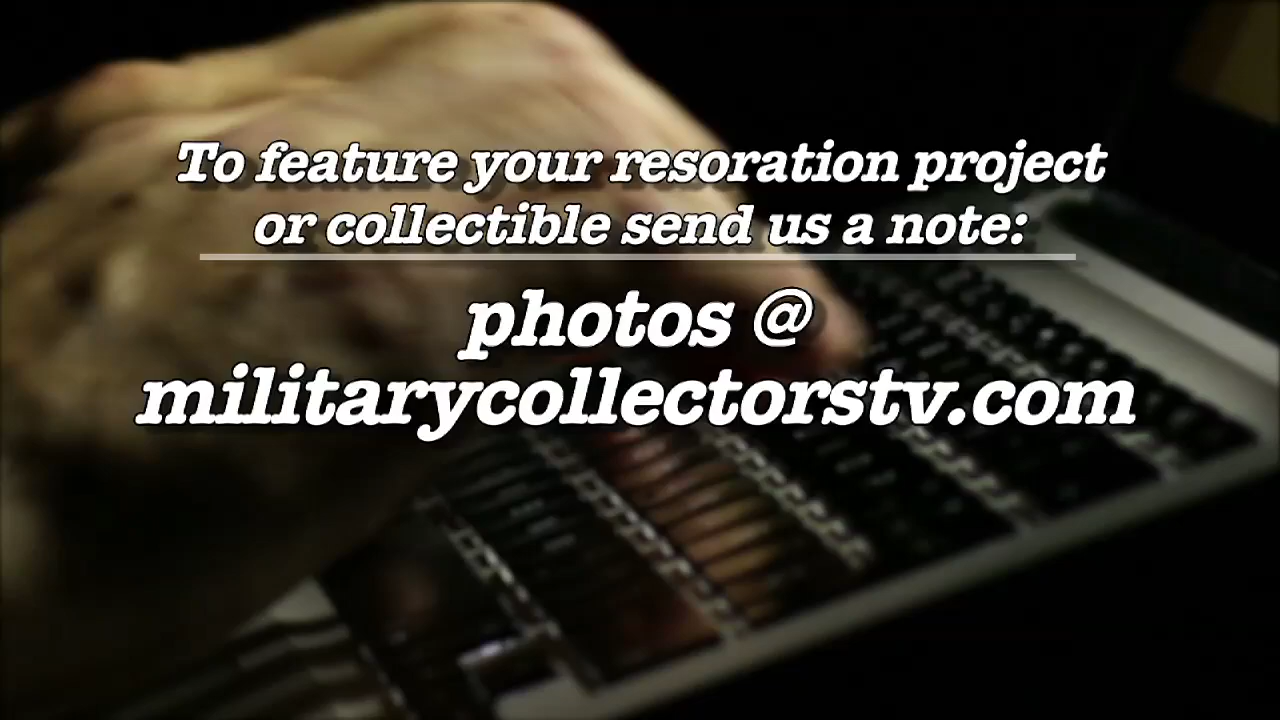 To feature your resoration project
or collectible send us a note:
photos @
militarycollectorstv.com